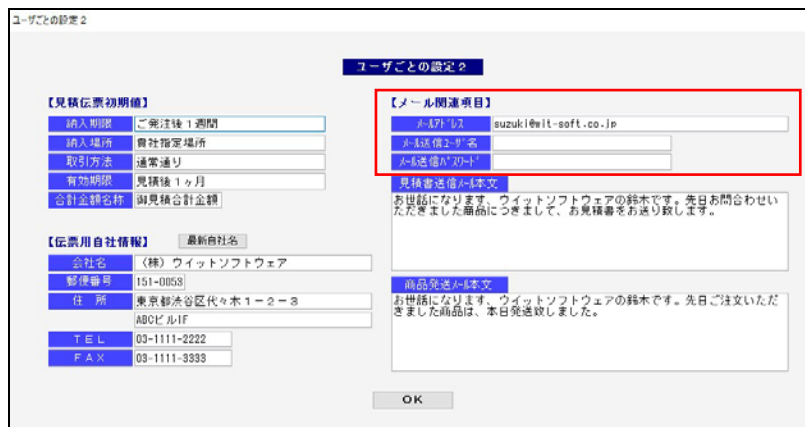 ユーザごとの設定2
ユーザごとの設定2
【見積伝票初期値】
納入期限 ご発注後1週間
納入場所 貴社指定場所
取引方法 通常通り
有効期限 見積後1ヶ月
合計金額名称 御見積合計金額
【伝票用自社情報】 最新自社名
会社名 (株)ウイットソフトウェア
郵便番号 151-0053
住 所 東京都渋谷区代々木1-2-3
ABCビル1F
TEL 03-1111-2222
FAX 03-1111-3333
【メール関連項目】
メールアドレス suzuki@wit-soft.co.jp
メール送信ユーザ名
メール送信パスワード
見積書送信メール本文
お世話になります、ウイットソフトウェアの鈴木です。先日お問合わせい
ただきました商品につきまして、お見積書をお送り致します。
商品発送メール本文
お世話になります、ウイットソフトウェアの鈴木です。先日ご注文いただ
きました商品は、本日発送致しました。
OK